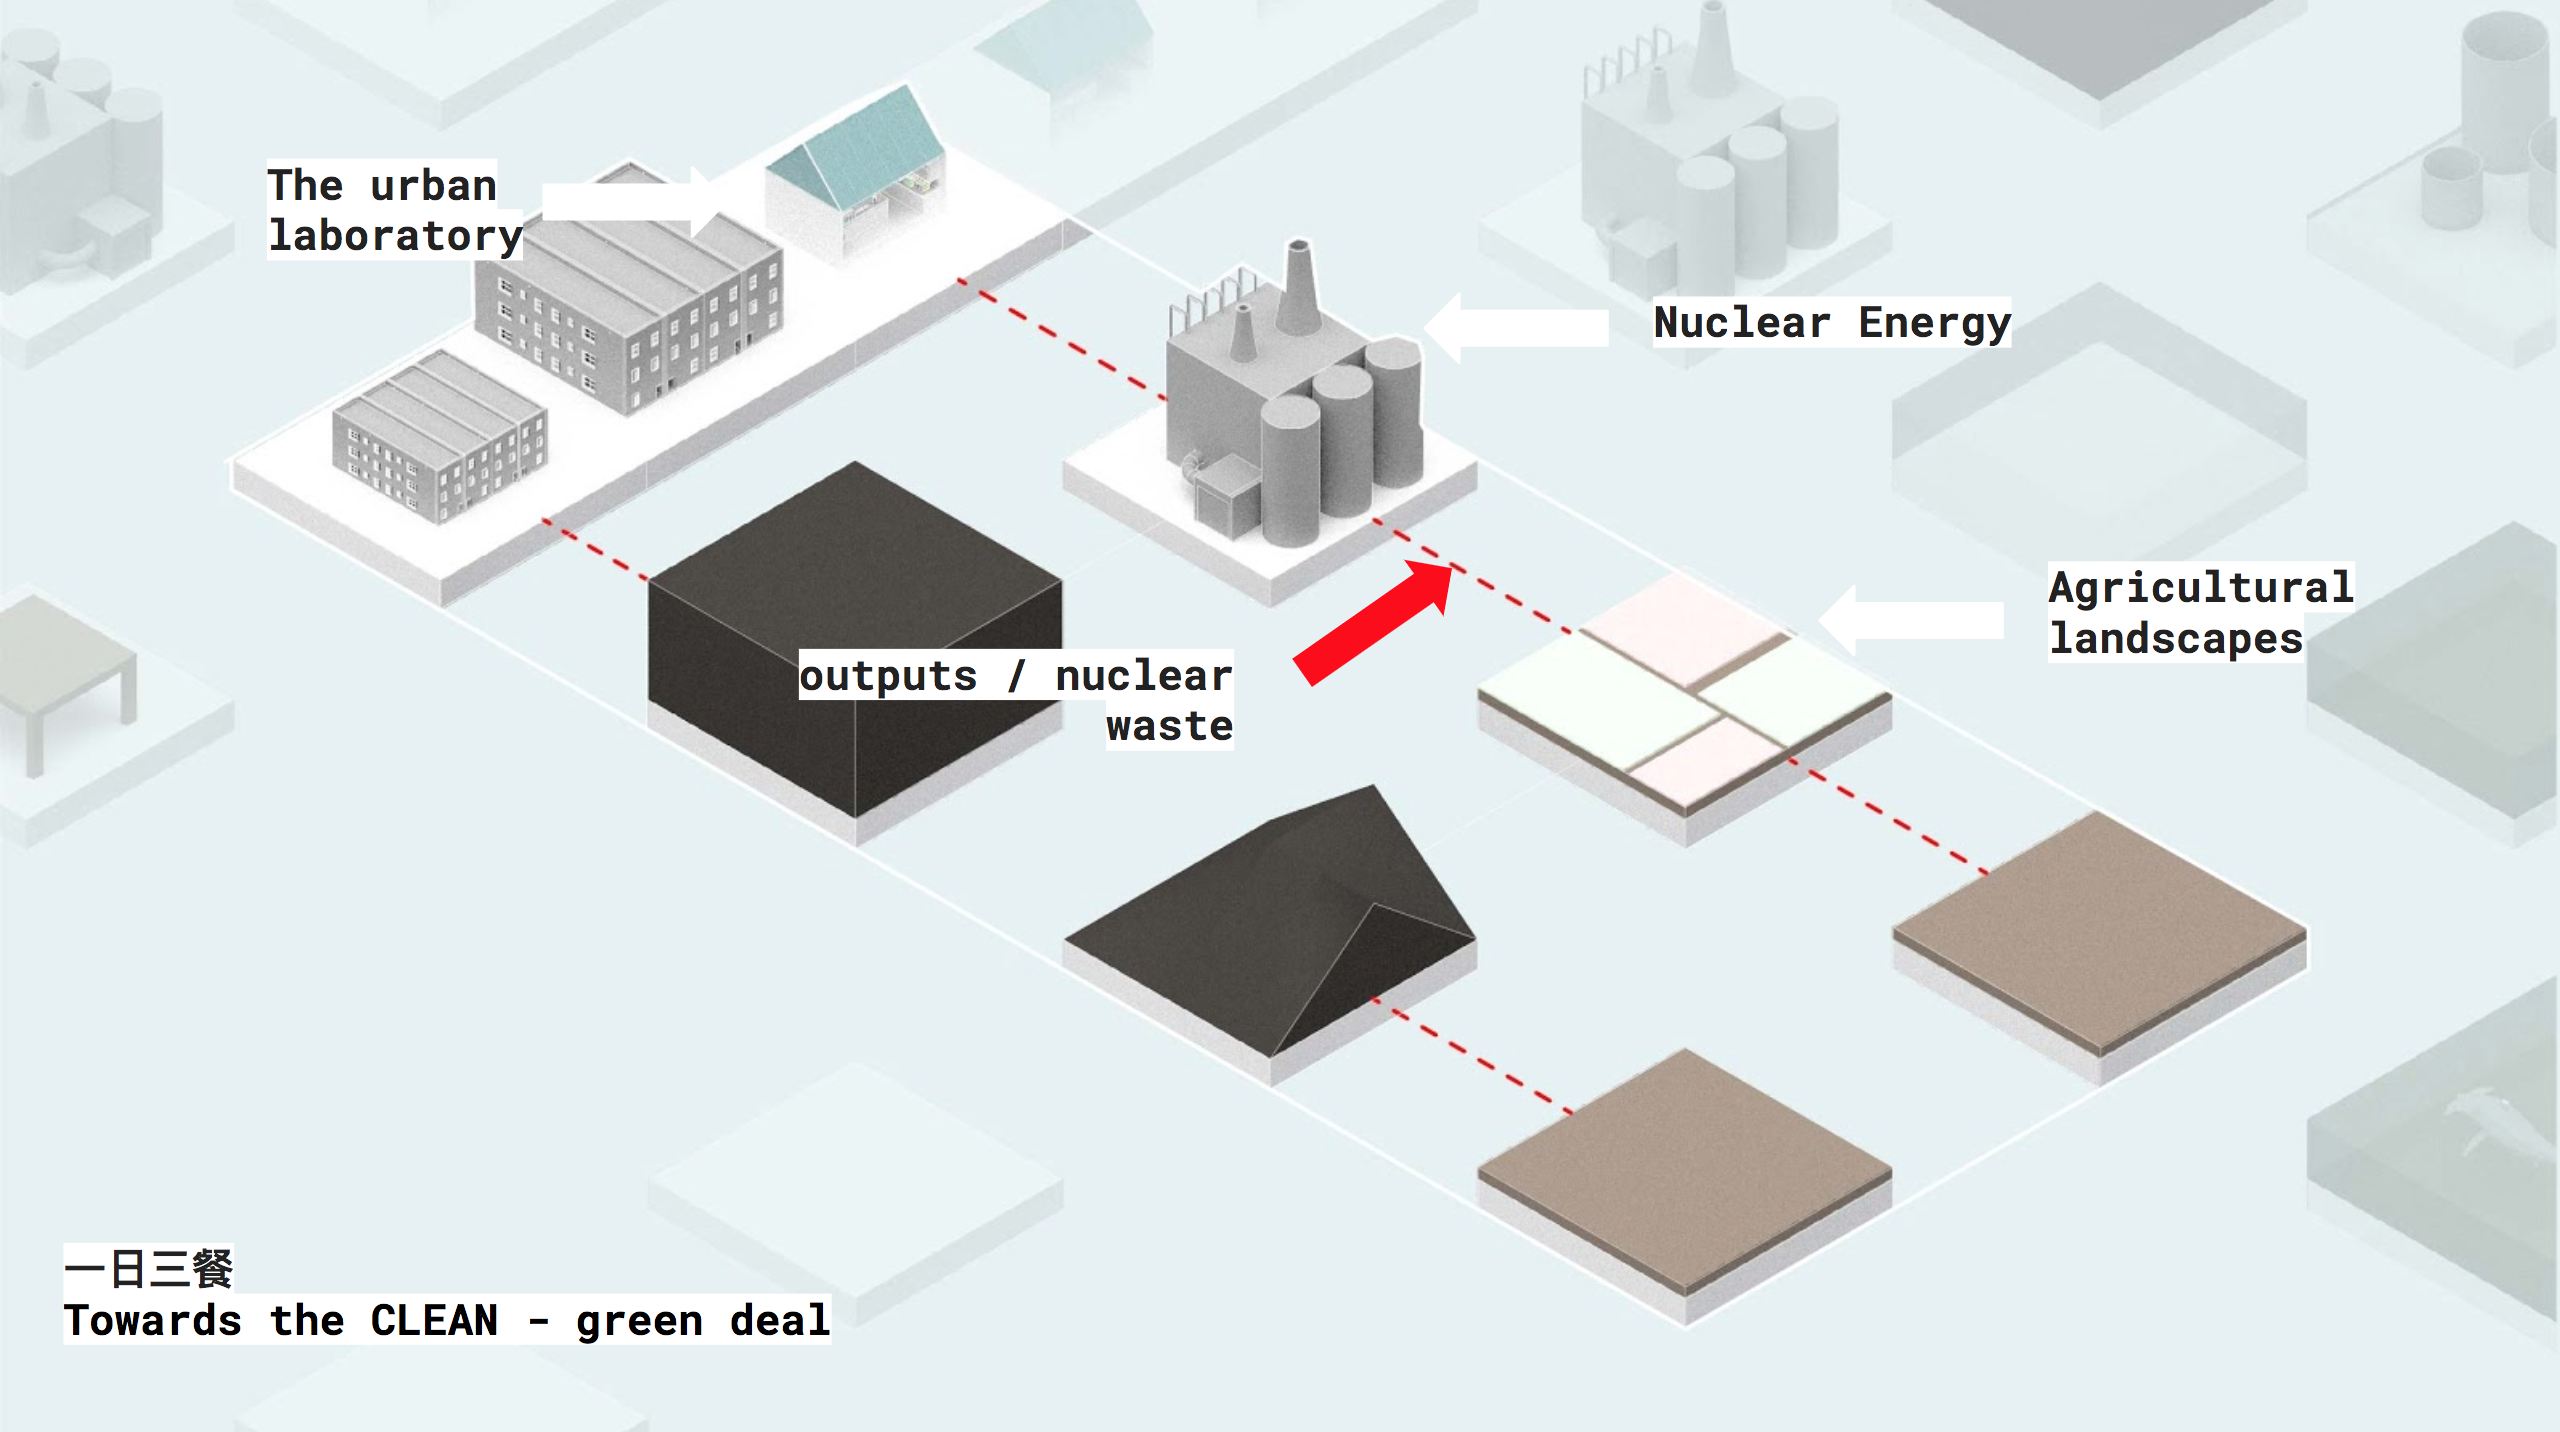 The urban
laboratory
Nuclear Energy
Agricultural
landscapes
outputs / nuclear
waste
一日三餐
Towards the CLEAN - green deal